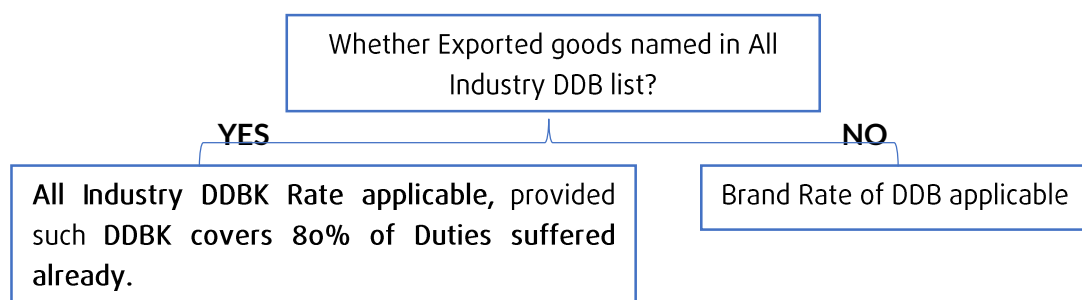 Whether Exported goods named in All
Industry DDB list?
YES
NO
All Industry DDBK Rate applicable, provided
such DDBK covers 80% of Duties suffered
already.
Brand Rate of DDB applicable